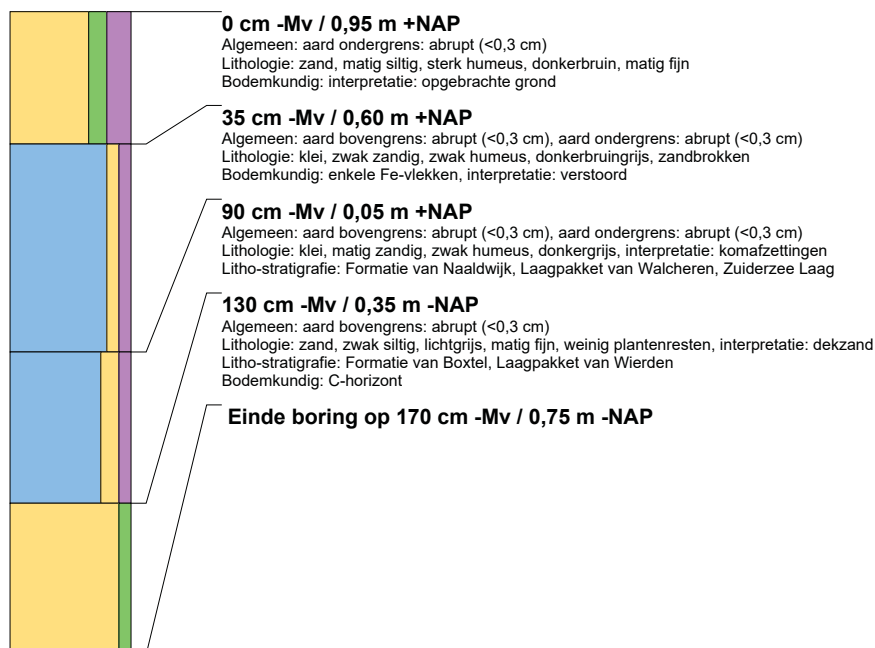 0 cm -Mv / 0,95 m +NAP
Algemeen: aard ondergrens: abrupt (<0,3 cm)
Lithologie: zand, matig siltig, sterk humeus, donkerbruin, matig fijn
Bodemkundig: interpretatie: opgebrachte grond
35 cm -Mv / 0,60 m +NAP
Algemeen: aard bovengrens: abrupt (<0,3 cm), aard ondergrens: abrupt (<0,3 cm)
Lithologie: klei, zwak zandig, zwak humeus, donkerbruingrijs, zandbrokken
Bodemkundig: enkele Fe-vlekken, interpretatie: verstoord
90 cm -Mv / 0,05 m +NAP
Algemeen: aard bovengrens: abrupt (<0,3 cm), aard ondergrens: abrupt (<0,3 cm)
Lithologie: klei, matig zandig, zwak humeus, donkergrijs, interpretatie: komafzettingen
Litho-stratigrafie: Formatie van Naaldwijk, Laagpakket van Walcheren, Zuiderzee Laag
130 cm -Mv / 0,35 m -NAP
Algemeen: aard bovengrens: abrupt (<0,3 cm)
Lithologie: zand, zwak siltig, lichtgrijs, matig fijn, weinig plantenresten, interpretatie: dekzand
Litho-stratigrafie: Formatie van Boxtel, Laagpakket van Wierden
Bodemkundig: C-horizont
Einde boring op 170 cm -Mv / 0,75 m -NAP